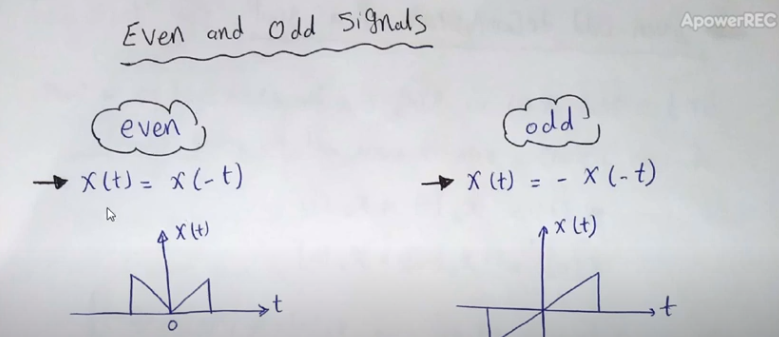 Even and Odd Signals
ApowerREC
even
odd
x(t) = x(-t)
x(t) = - x(-t)
x(t)
x(t)
t
t
0